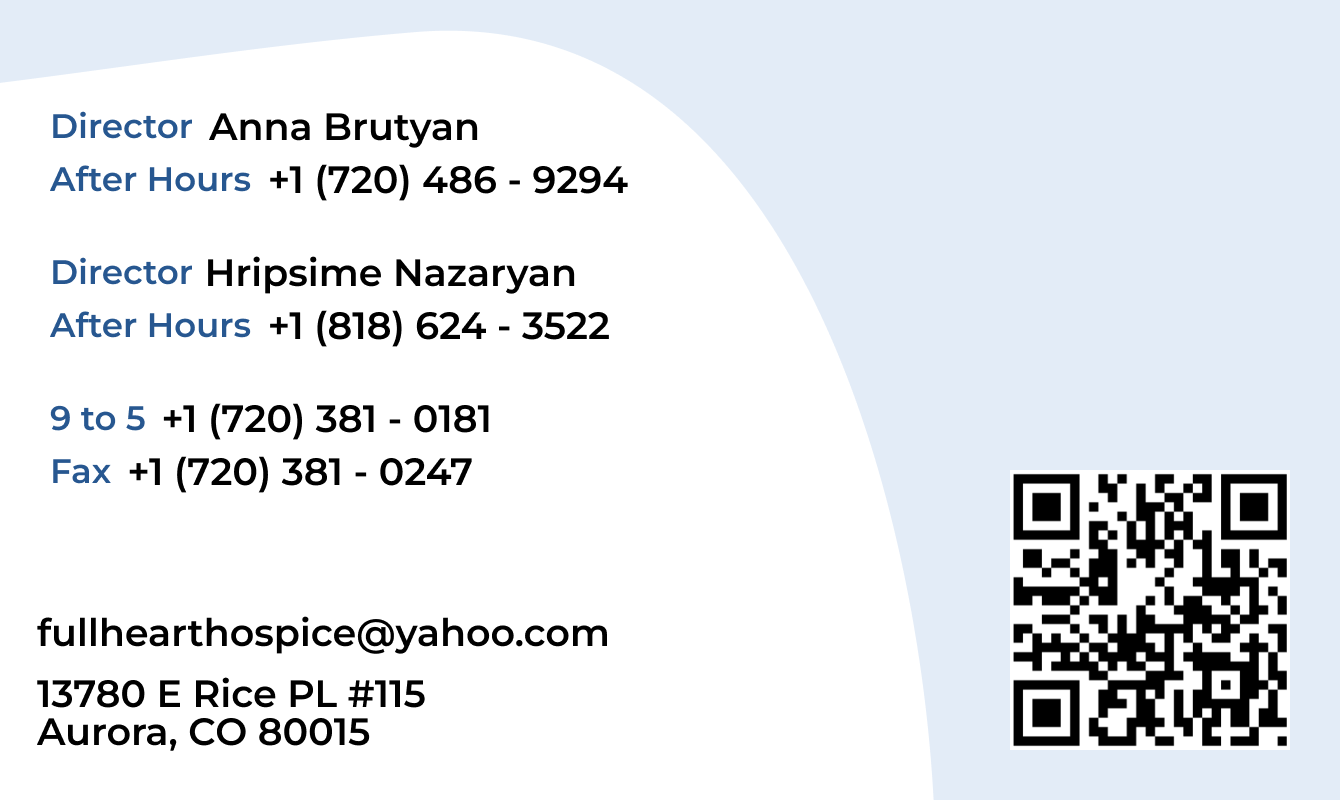 Director Anna Brutyan
After Hours +1 (720) 486 - 9294
Director Hripsime Nazaryan
After Hours +1 (818) 624 - 3522
9 to 5 +1 (720) 381 - 0181
Fax +1 (720) 381 - 0247
fullhearthospice@yahoo.com
13780 E Rice PL #115
Aurora, CO 80015